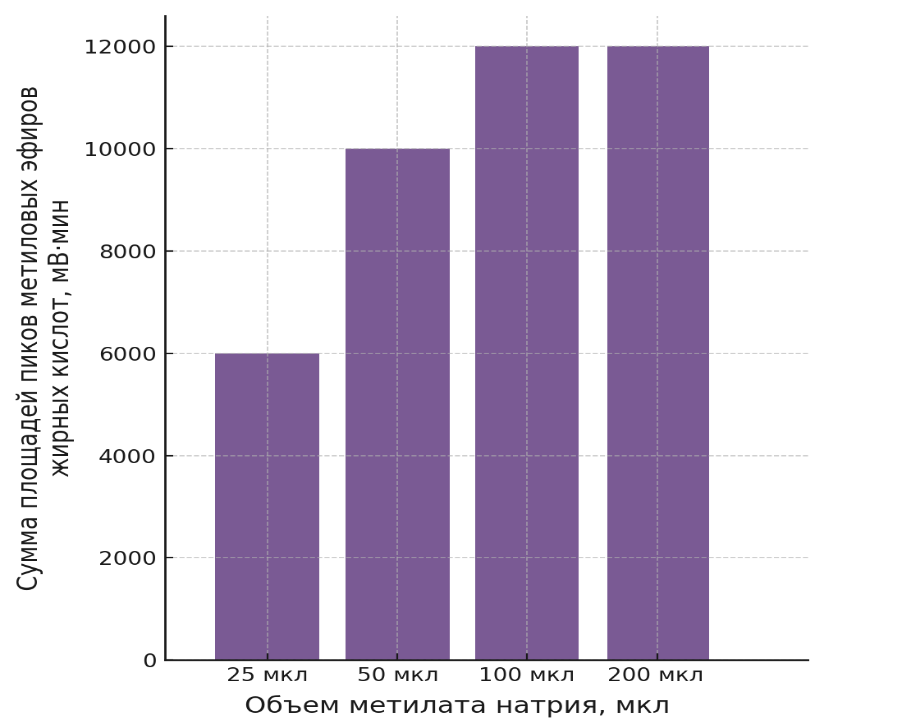 Сумма площадей пиков метиловых эфиров
жирных кислот, мВ·мин
12000
10000
8000
6000
4000
2000
0
25 мкл
50 мкл
100 мкл
200 мкл
Объем метилата натрия, мкл